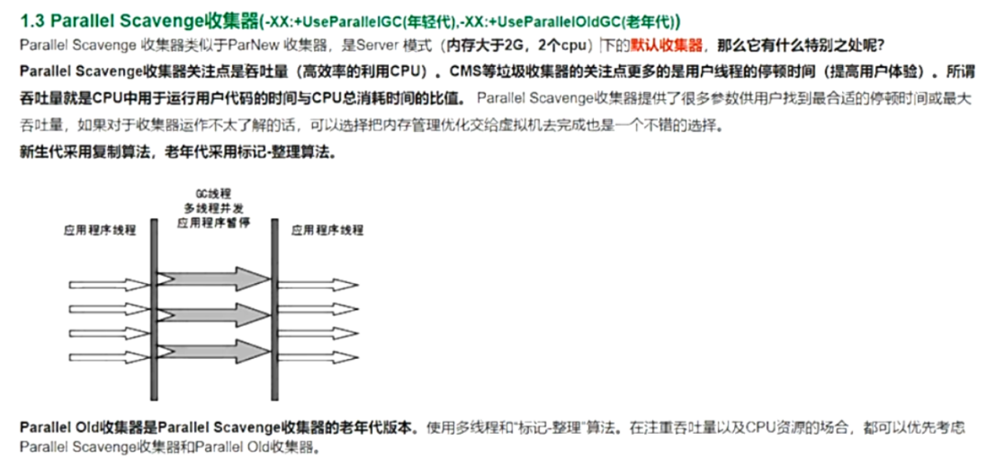 1.3 Parallel Scavenge收集器(-XX:+UseParallelGC(年轻代),-XX:+UseParallelOldGC(老年代))
Parallel Scavenge 收集器类似于ParNew 收集器，是Server 模式（内存大于2G，2个cpu）下的默认收集器，那么它有什么特别之处呢？
Parallel Scavenge收集器关注点是吞吐量（高效率的利用CPU）。CMS等垃圾收集器的关注点更多的是用户线程的停顿时间（提高用户体验）。所谓
吞吐量就是CPU中用于运行用户代码的时间与CPU总消耗时间的比值。 Parallel Scavenge收集器提供了很多参数供用户找到最合适的停顿时间或最大
吞吐量，如果对于收集器运作不太了解的话，可以选择把内存管理优化交给虚拟机去完成也是一个不错的选择。
新生代采用复制算法，老年代采用标记-整理算法。
GC线程
多线程并发
应用程序暂停
应用程序线程
应用程序线程
Parallel Old收集器是Parallel Scavenge收集器的老年代版本。使用多线程和“标记-整理”算法。在注重吞吐量以及CPU资源的场合，都可以优先考虑
Parallel Scavenge收集器和Parallel Old收集器。